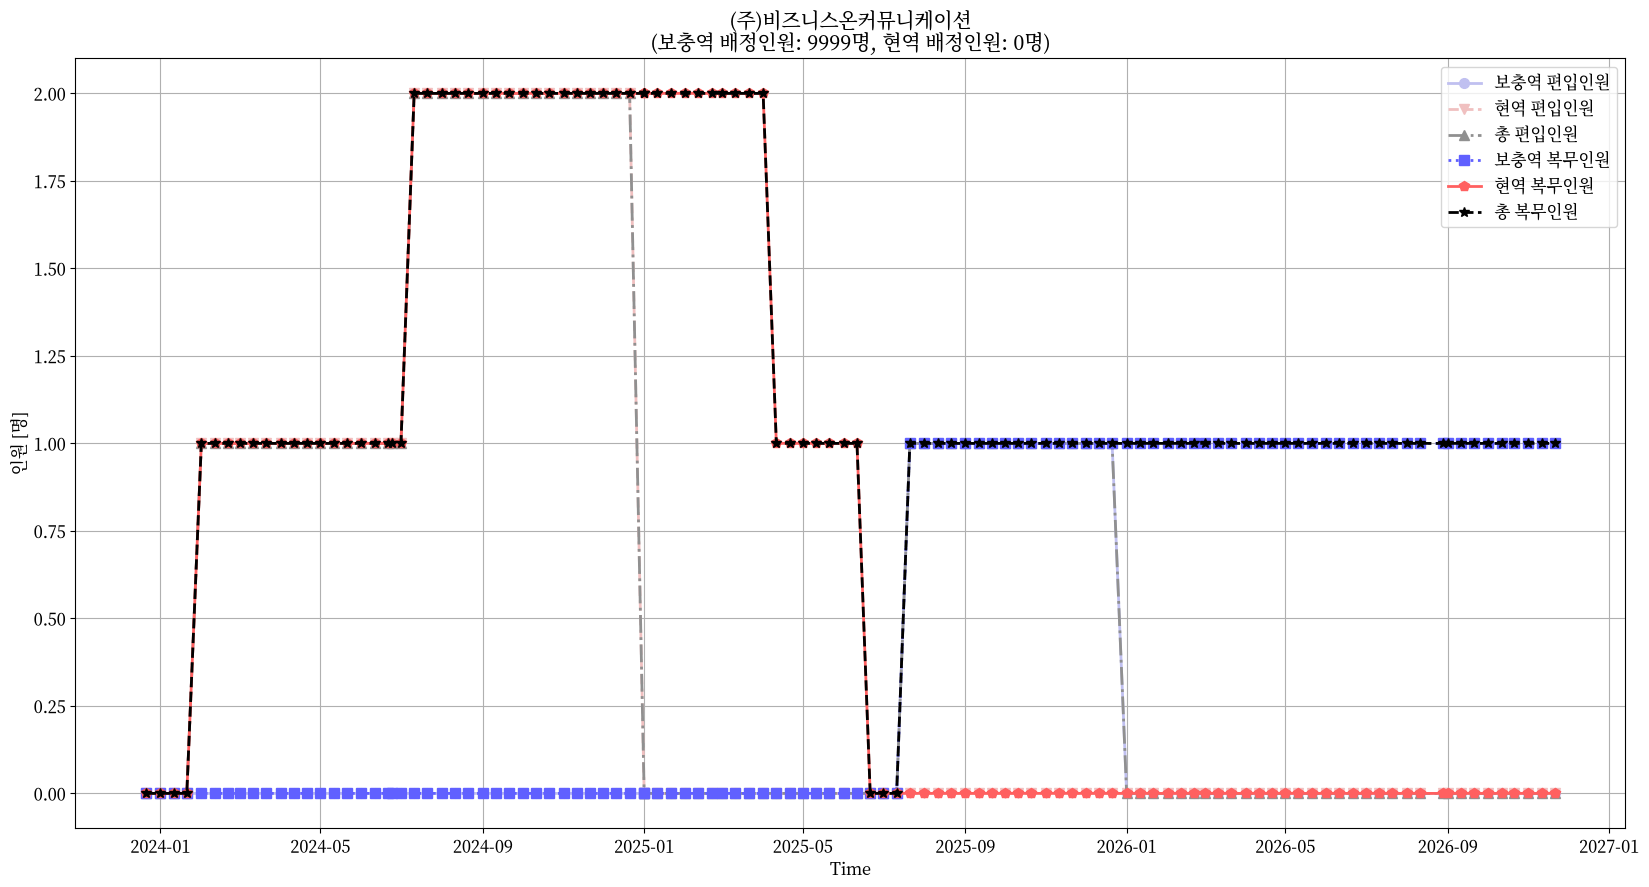 (주)비즈니스온커뮤니케이션
(보충역 배정인원: 9999명, 현역 배정인원: 0명)
보충역 편입인원
현역 편입인원
총 편입인원
보충역 복무인원
현역 복무인원
총 복무인원
인원 [명]
2.00
1.75
1.50
1.25
1.00
0.75
0.50
0.25
0.00
2024-01
2024-05
2024-09
2025-01
2025-05
2025-09
2026-01
2026-05
2026-09
2027-01
Time